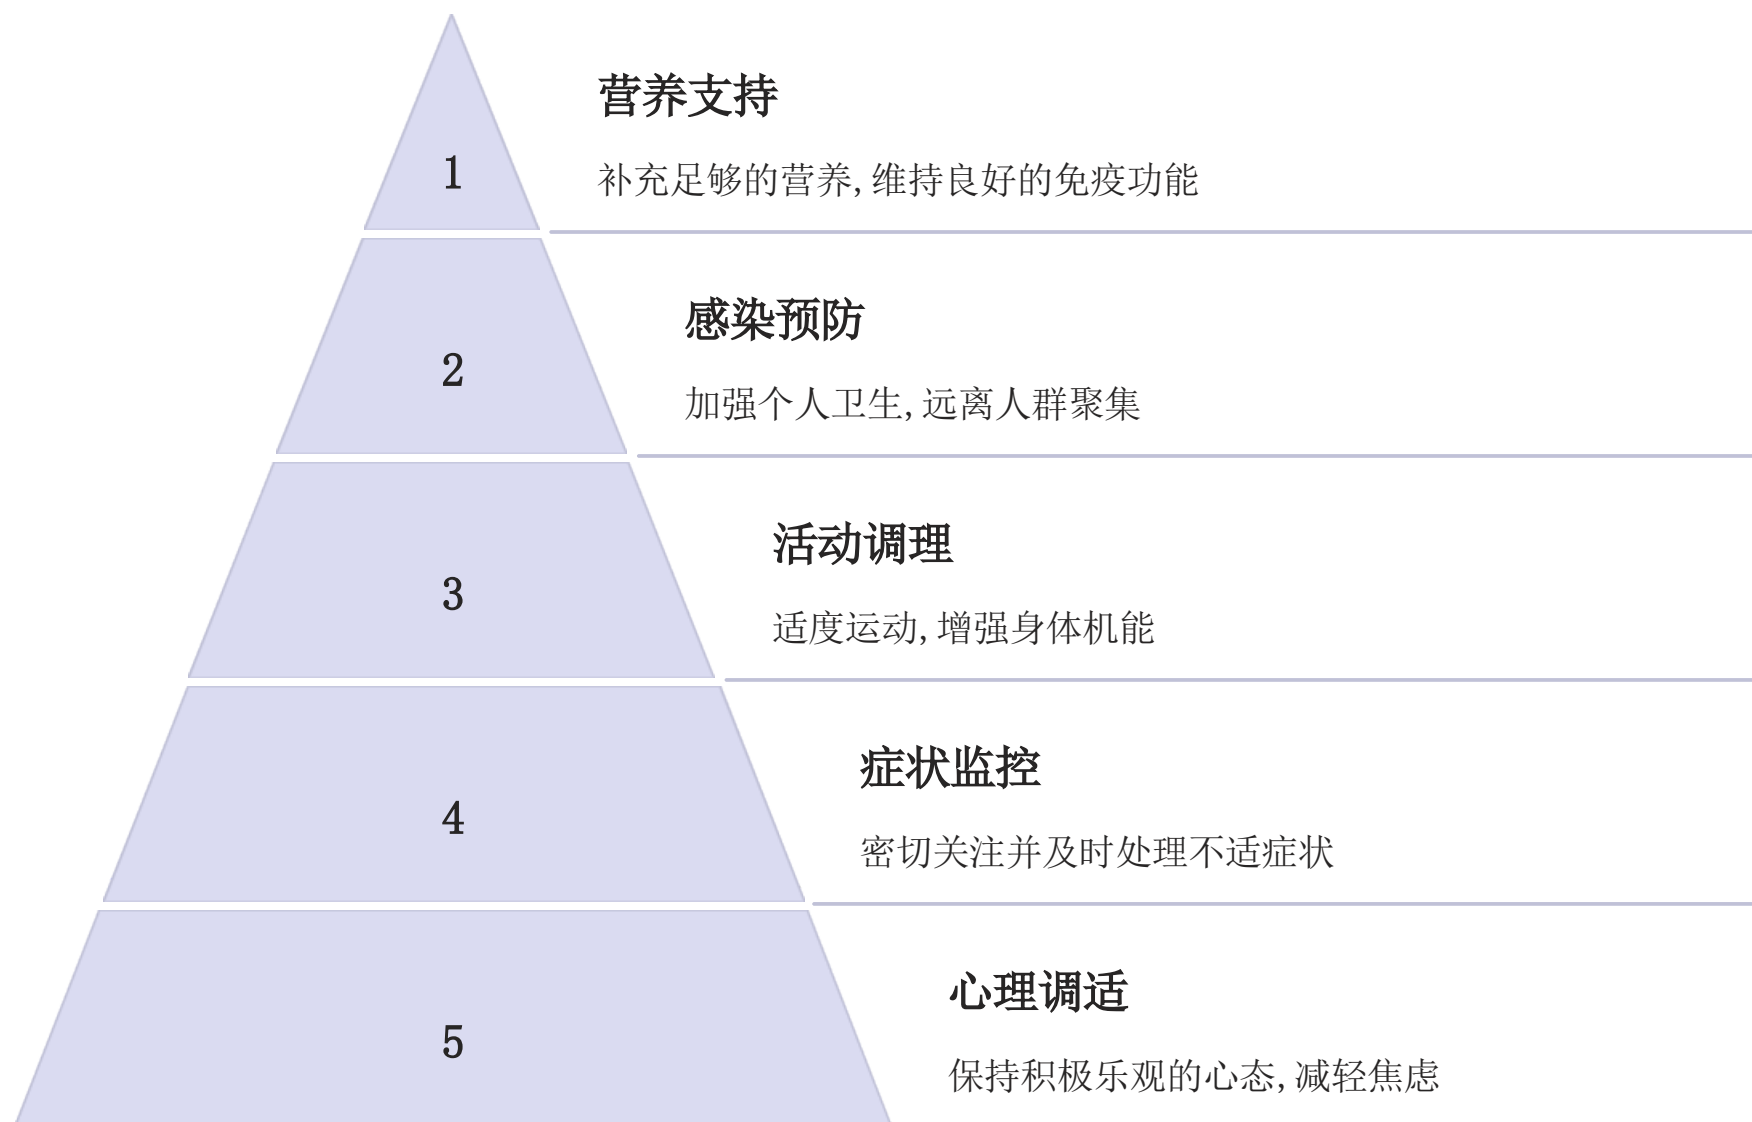 1
营养支持
补充足够的营养,维持良好的免疫功能
2
感染预防
加强个人卫生,远离人群聚集
3
活动调理
适度运动,增强身体机能
4
症状监控
密切关注并及时处理不适症状
5
心理调适
保持积极乐观的心态,减轻焦虑